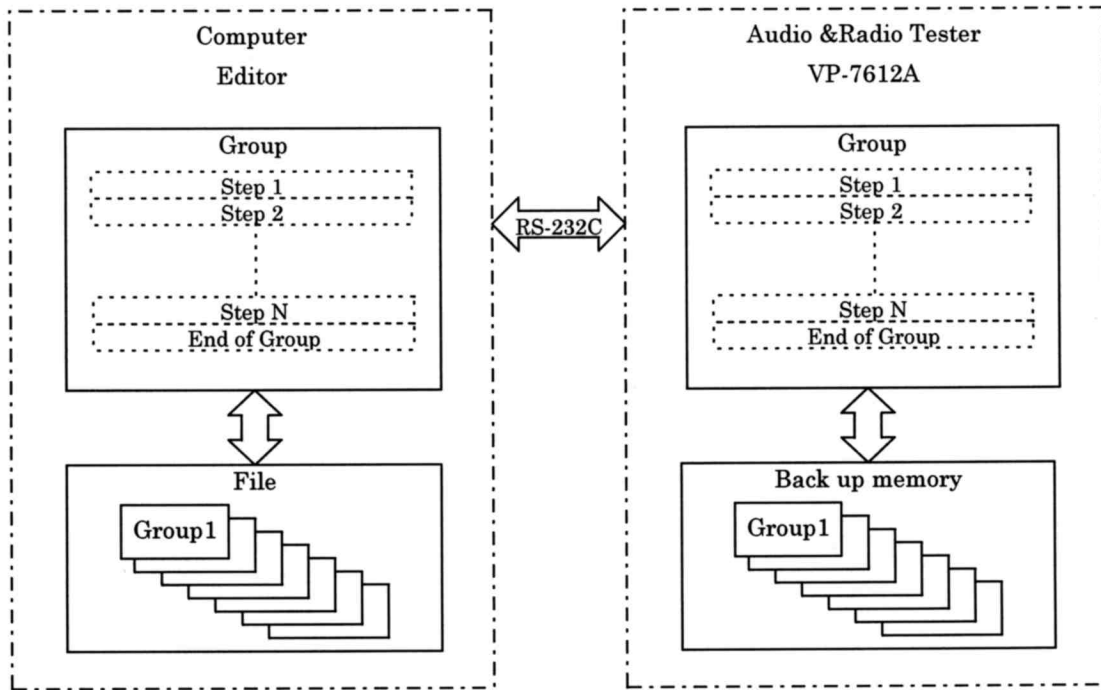 Computer
Editor
Group
Step 1
Step 2
Step N
End of Group
File
Group1
RS-232C
Audio &Radio Tester
VP-7612A
Group
Step 1
Step 2
Step N
End of Group
Back up memory
Group1